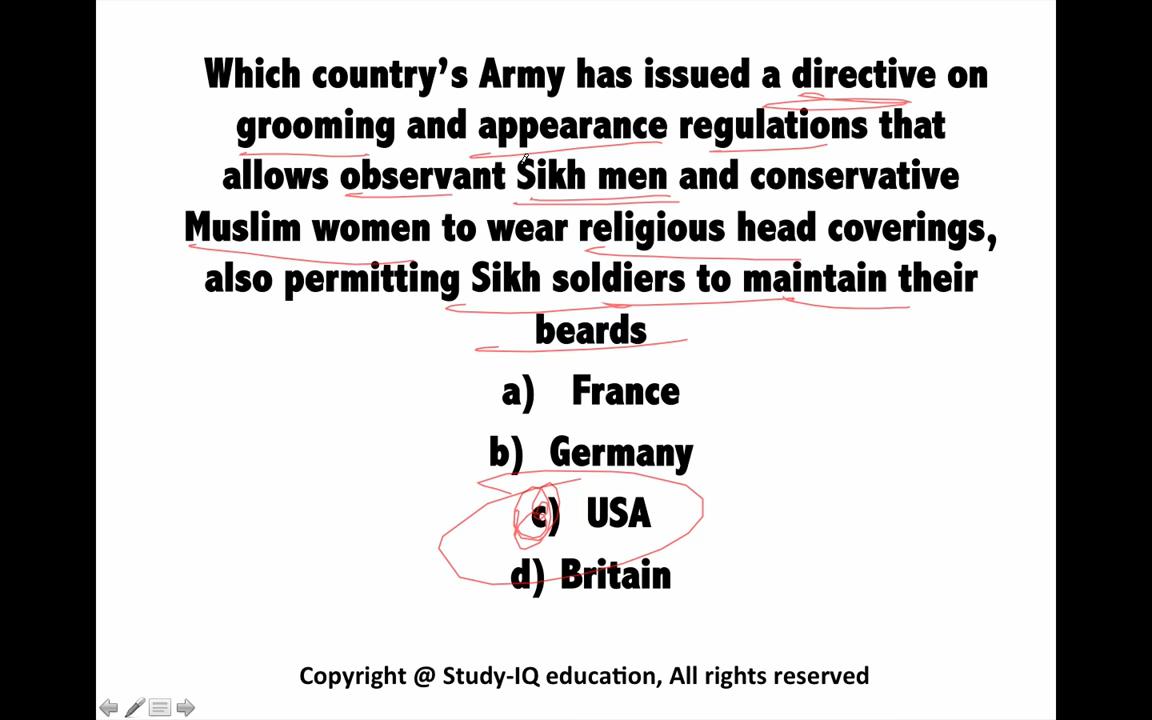 Which country’s Army has issued a directive on
grooming and appearance regulations that
allows observant Sikh men and conservative
Muslim women to wear religious head coverings,
also permitting Sikh soldiers to maintain their
beards
a) France
b) Germany
c) USA
d) Britain
Copyright @ Study-IQ education, All rights reserved